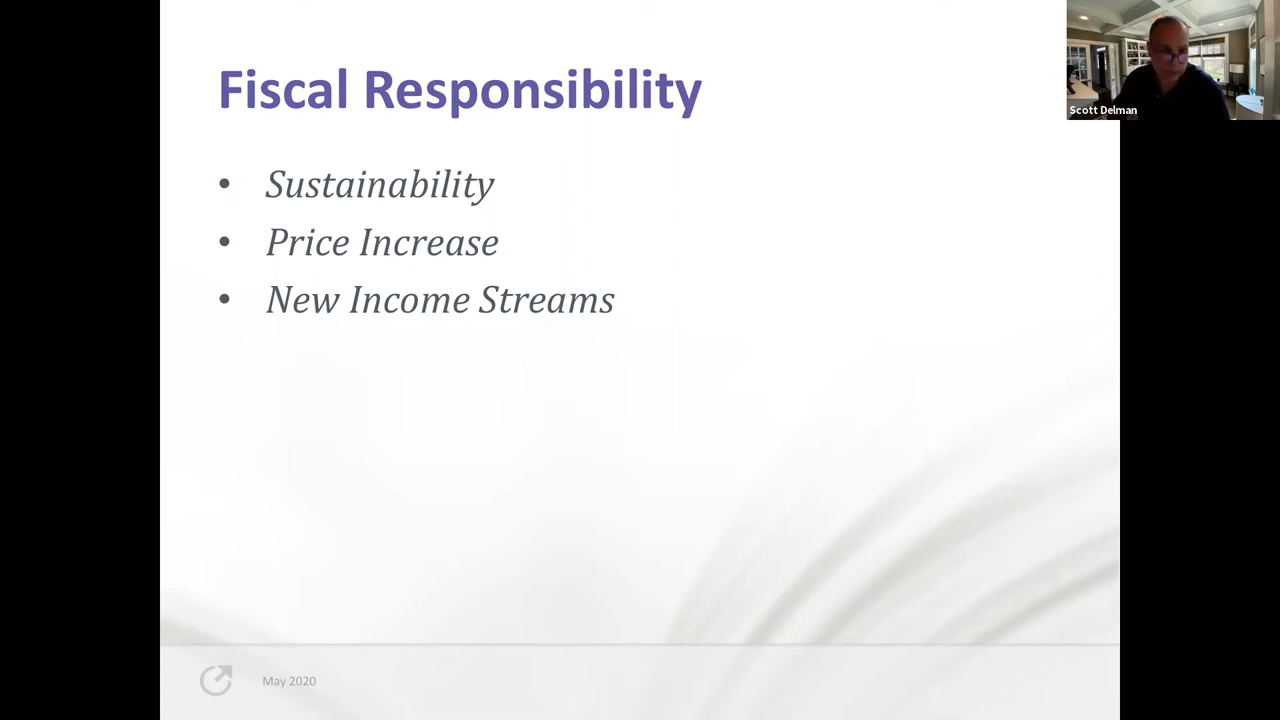 Fiscal Responsibility
• Sustainability
• Price Increase
• New Income Streams
May 2020
Scott Delman